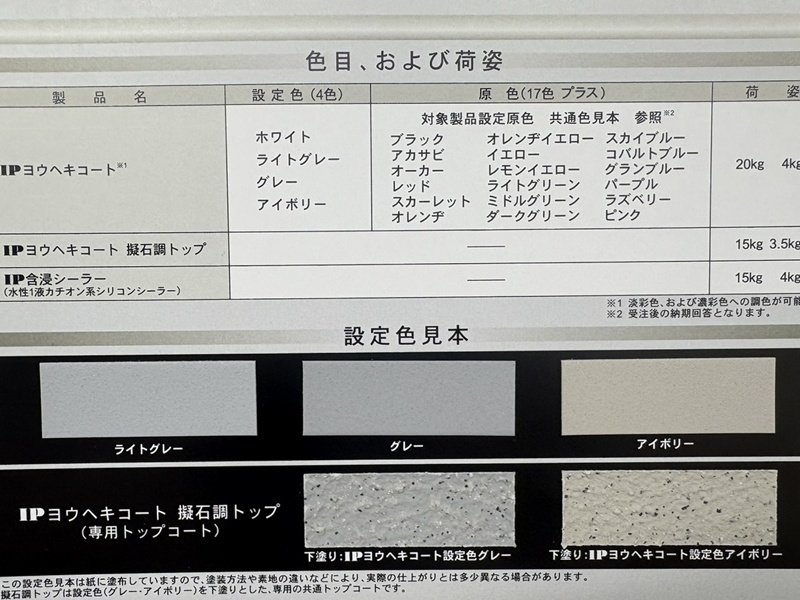 色目、および荷姿
製品名 設定色(4色) 原色(17色 プラス) 荷姿
対象製品設定原色 共通色見本 参照※2
IPヨウヘキコート※1
ホワイト
ライトグレー
グレー
アイボリー
ブラック オレンヂイエロー スカイブルー
アカサビ イエロー コバルトブルー
オーカー レモンイエロー グランブルー
レッド ライトグリーン パープル
スカーレット ミドルグリーン ラズベリー
オレンヂ ダークグリーン ピンク
20kg 4kg
IPヨウヘキコート 擬石調トップ ―― 15kg 3.5kg
IP含浸シーラー ―― 15kg 4kg
(水性1液カチオン系シリコンシーラー)
※1 淡彩色、および濃彩色への調色が可能
※2 受注後の納期回答となります。
設定色見本
ライトグレー グレー アイボリー
IPヨウヘキコート 擬石調トップ
(専用トップコート)
下塗り:IPヨウヘキコート設定色グレー 下塗り:IPヨウヘキコート設定色アイボリー
この設定色見本は紙に塗布していますので、塗装方法や素地の違いなどにより、実際の仕上がりとは多少異なる場合があります。
擬石調トップは設定色(グレー・アイボリー)を下塗りとした、専用の共通トップコートです。